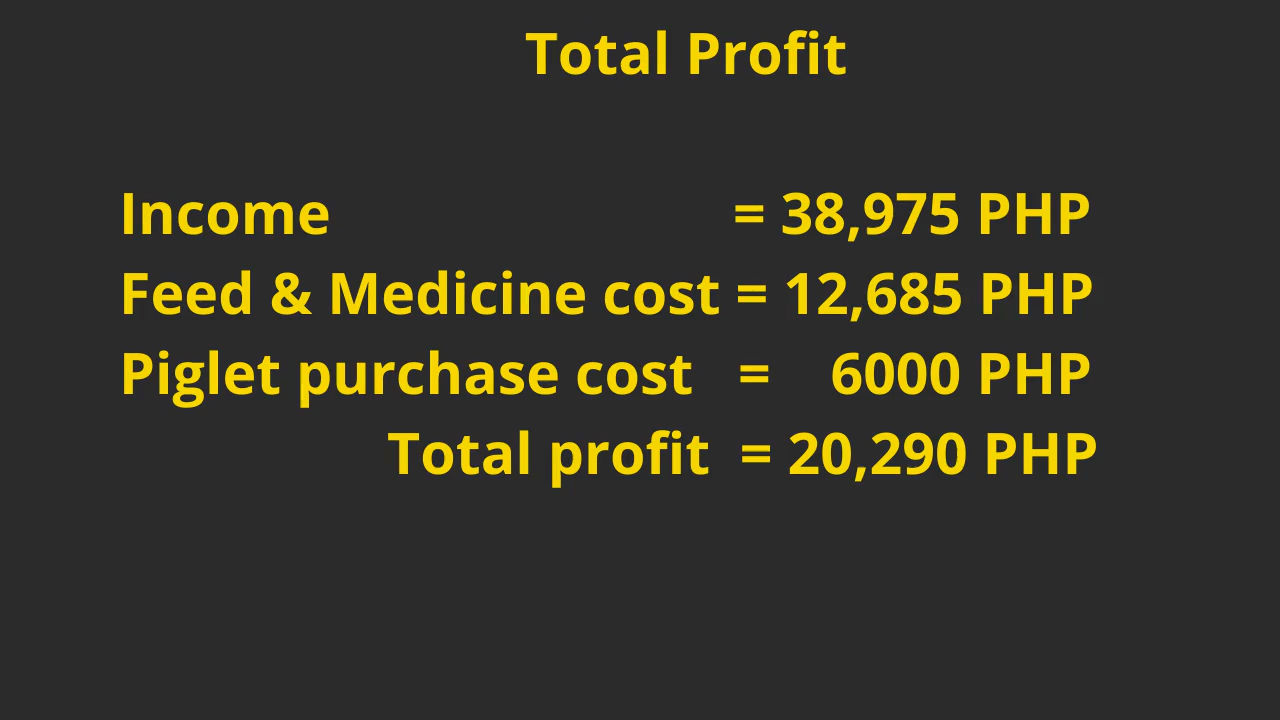 Total Profit
Income = 38,975 PHP
Feed & Medicine cost = 12,685 PHP
Piglet purchase cost = 6000 PHP
Total profit = 20,290 PHP